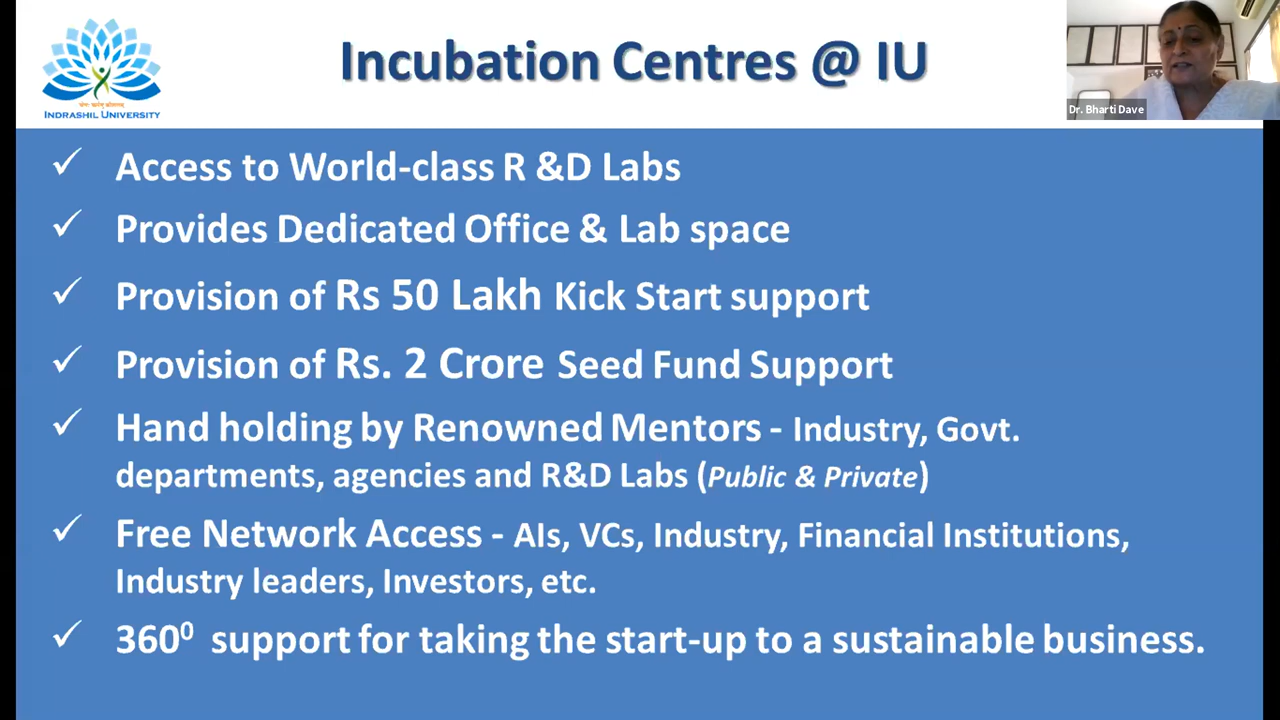 Incubation Centres @ IU
INDRASHIL UNIVERSITY
Dr. Bharti Dave
✓ Access to World-class R &D Labs
✓ Provides Dedicated Office & Lab space
✓ Provision of Rs 50 Lakh Kick Start support
✓ Provision of Rs. 2 Crore Seed Fund Support
✓ Hand holding by Renowned Mentors - Industry, Govt.
departments, agencies and R&D Labs (Public & Private)
✓ Free Network Access - AIs, VCs, Industry, Financial Institutions,
Industry leaders, Investors, etc.
✓ 360⁰ support for taking the start-up to a sustainable business.